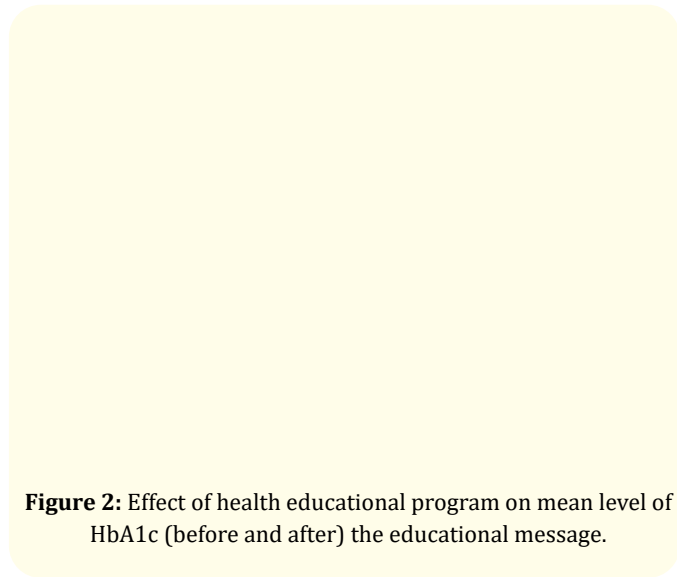 Figure 2: Effect of health educational program on mean level of
HbA1c (before and after) the educational message.